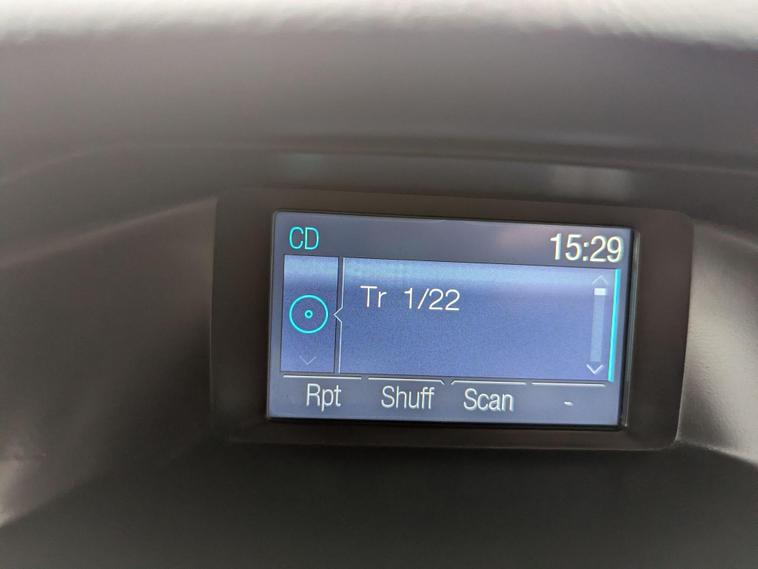 CD 15:29
Tr 1/22
Rpt Shuff Scan -